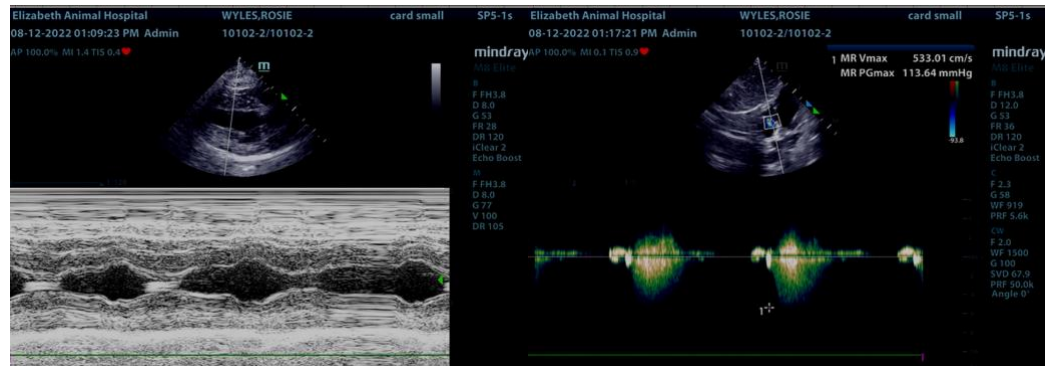 Elizabeth Animal Hospital WYLES,ROSIE card small SP5-1s
08-12-2022 01:09:23 PM Admin 10102-2/10102-2
AP 100.0% MI 1.4 TIS 0.4
mindray
M8 Elite
m
B
F FH3.8
D 8.0
G 53
FR 28
DR 120
iClear 2
Echo Boost
M
F FH3.8
D 8.0
G 77
V 100
DR 105
Elizabeth Animal Hospital WYLES,ROSIE card small SP5-1s
08-12-2022 01:17:21 PM Admin 10102-2/10102-2
AP 100.0% MI 0.1 TIS 0.9
mindray
M8 Elite
m
1 MR Vmax 533.01 cm/s
MR PGmax 113.64 mmHg
-93.8
B
F FH3.8
D 12.0
G 53
FR 36
DR 120
iClear 2
Echo Boost
C
F 2.3
G 58
WF 919
PRF 5.6k
CW
F 2.0
WF 1500
G 100
SVD 67.9
PRF 50.0k
Angle 0°
1